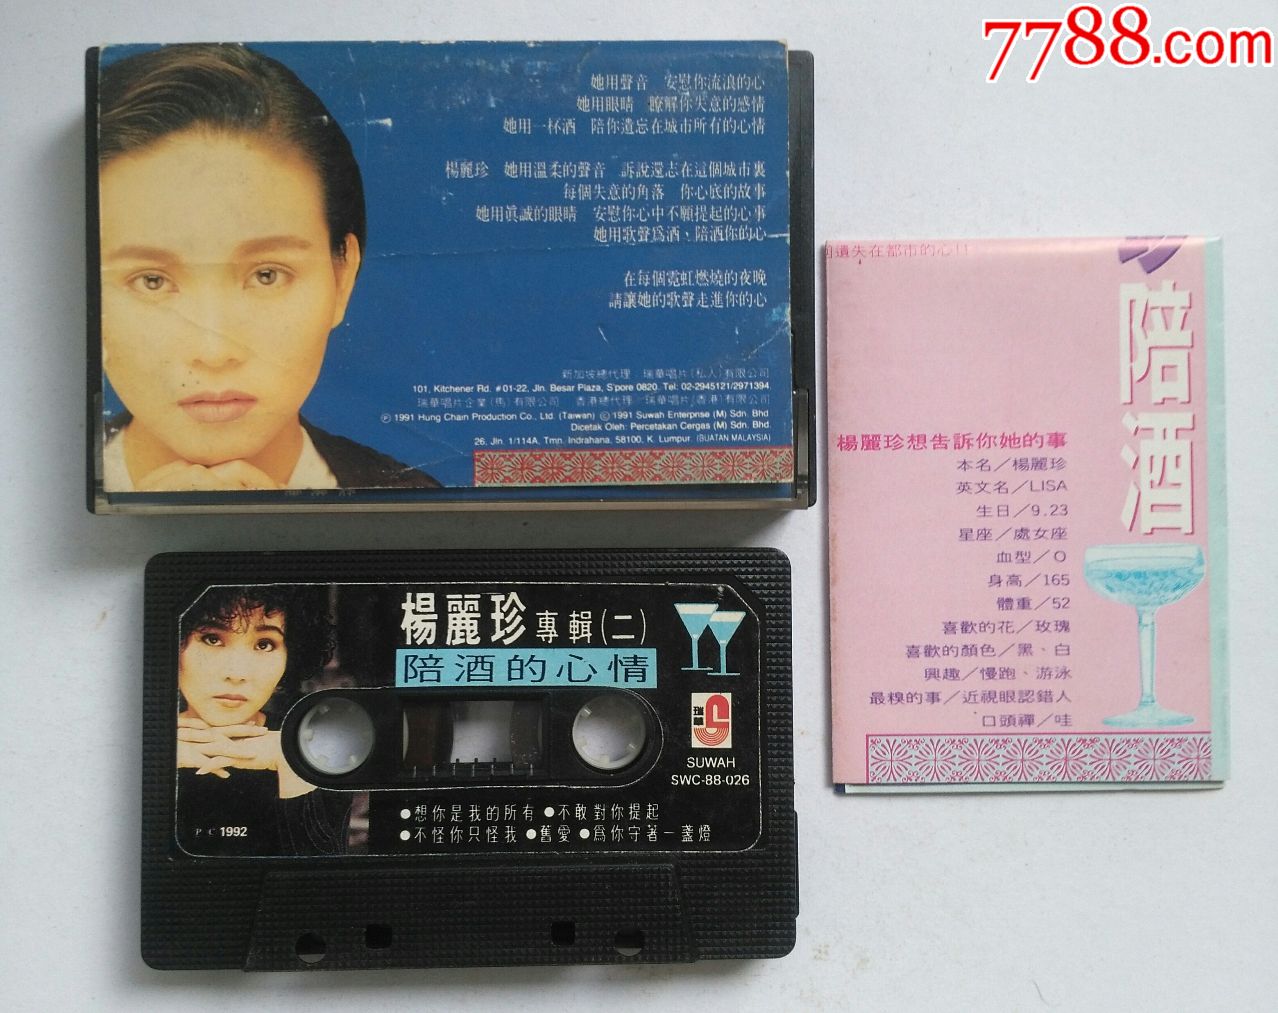 7788.com
她用聲音 安慰你流浪的心
她用眼睛 瞭解你失意的感情
她用一杯酒 陪你遺忘在城市所有的心情
楊麗珍 她用溫柔的聲音 訴說還志在這個城市裏
每個失意的角落 你心底的故事
她用眞誠的眼睛 安慰你心中不願提起的心事
她用歌聲爲酒、陪酒你的心
在每個霓虹燃燒的夜晚
請讓她的歌聲走進你的心
新加坡總代理：瑞華唱片(私人)有限公司
101, Kitchener Rd. #01-22, Jln. Besar Plaza, S'pore 0820. Tel: 02-2945121/2971394.
瑞華唱片企業(馬)有限公司 香港總代理：瑞華唱片(香港)有限公司
Ⓟ 1991 Hung Chain Production Co., Ltd. (Taiwan) © 1991 Suwah Enterprise (M) Sdn. Bhd
Dicetak Oleh: Percetakan Cergas (M) Sdn. Bhd.
26, Jln. 1/114A, Tmn. Indrahana, 58100, K. Lumpur. (BUATAN MALAYSIA)
遺失在都市的心
陪酒
楊麗珍想告訴你她的事
本名／楊麗珍
英文名／LISA
生日／9.23
星座／處女座
血型／O
身高／165
體重／52
喜歡的花／玫瑰
喜歡的顏色／黑、白
興趣／慢跑、游泳
最糗的事／近視眼認錯人
口頭禪／哇
楊麗珍專輯(二)
陪酒的心情
瑞華
SUWAH
SWC-88-026
●想你是我的所有 ●不敢對你提起
●不怪你只怪我 ●舊愛 ●爲你守著一盞燈
P C 1992